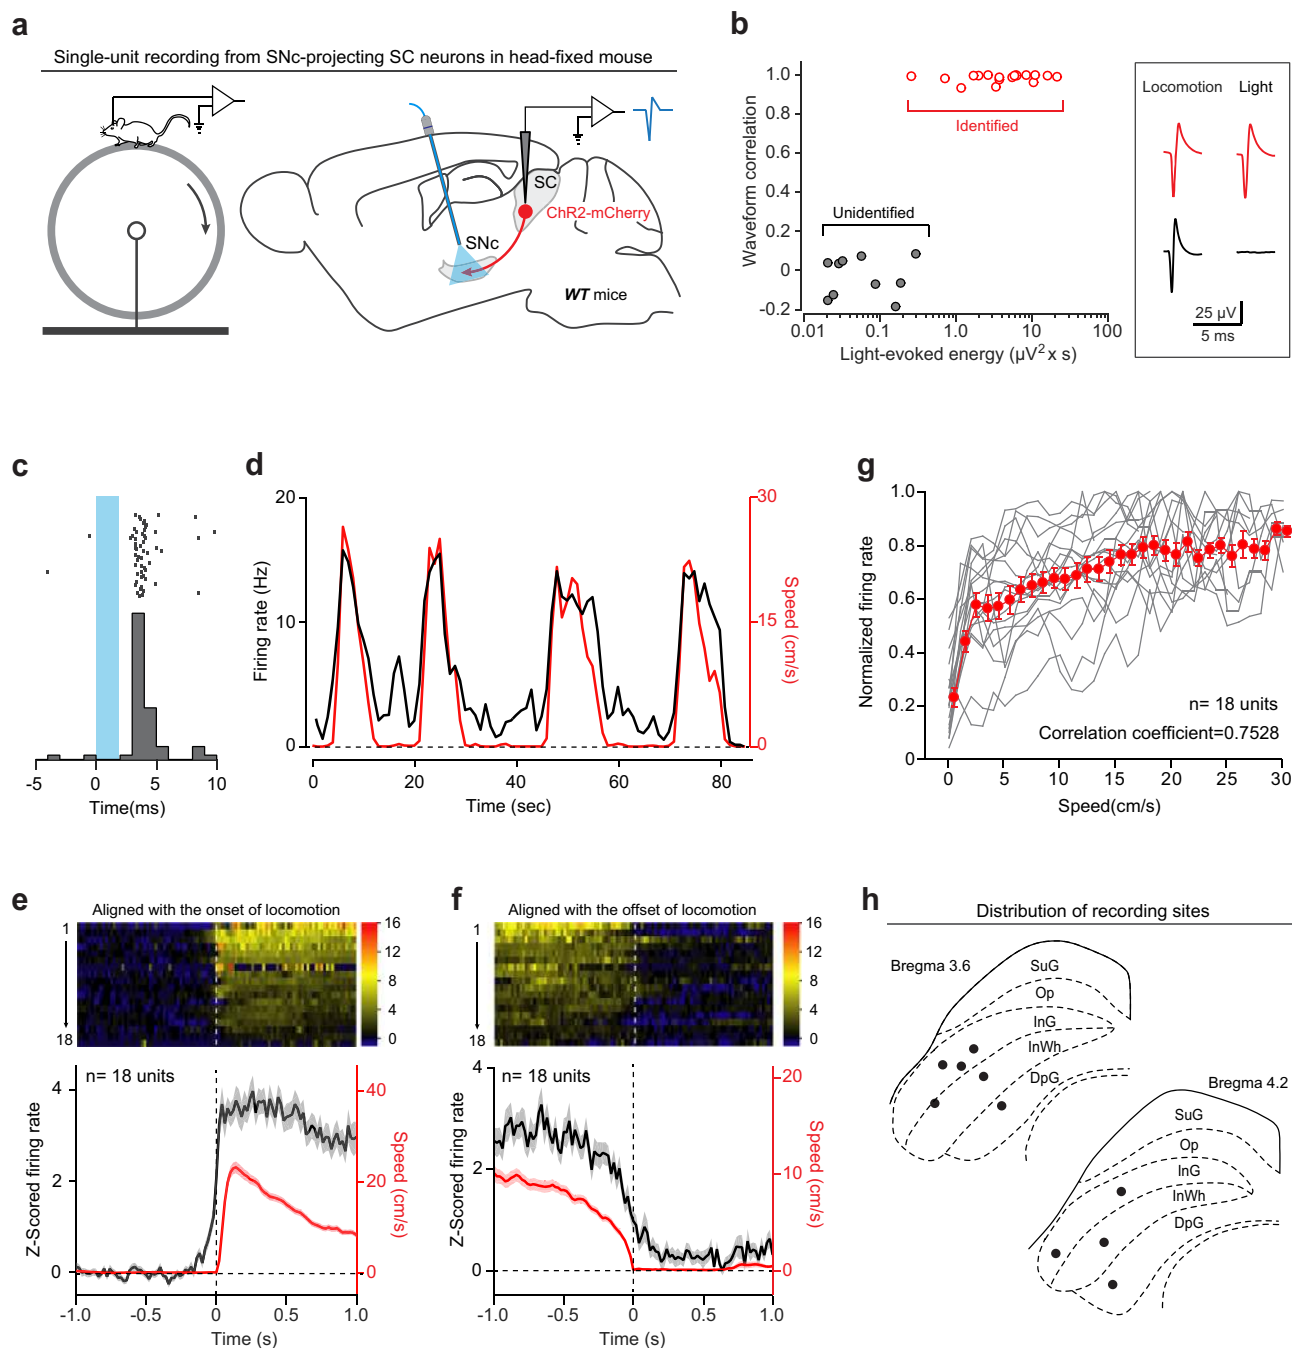 a
Single-unit recording from SNc-projecting SC neurons in head-fixed mouse
SC
ChR2-mCherry
SNc
WT mice
b
Waveform correlation
1.0
0.8
0.6
0.4
0.2
0
-0.2
Identified
Unidentified
0.01
0.1
1.0
10
100
Light-evoked energy (µV² x s)
Locomotion
Light
25 µV
5 ms
c
-5
0
5
10
Time(ms)
d
Firing rate (Hz)
20
10
0
30
15
0
Speed (cm/s)
0
20
40
60
80
Time (sec)
g
Normalized firing rate
1.0
0.8
0.6
0.4
0.2
0
n= 18 units
Correlation coefficient=0.7528
0
5
10
15
20
25
30
Speed(cm/s)
e
Aligned with the onset of locomotion
1
18
16
12
8
4
0
n= 18 units
Z-Scored firing rate
4
2
0
40
20
0
Speed (cm/s)
-1.0
-0.5
0
0.5
1.0
Time (s)
f
Aligned with the offset of locomotion
1
18
16
12
8
4
0
n= 18 units
Z-Scored firing rate
4
2
0
20
10
0
Speed (cm/s)
-1.0
-0.5
0
0.5
1.0
Time (s)
h
Distribution of recording sites
Bregma 3.6
SuG
Op
InG
InWh
DpG
Bregma 4.2
SuG
Op
InG
InWh
DpG